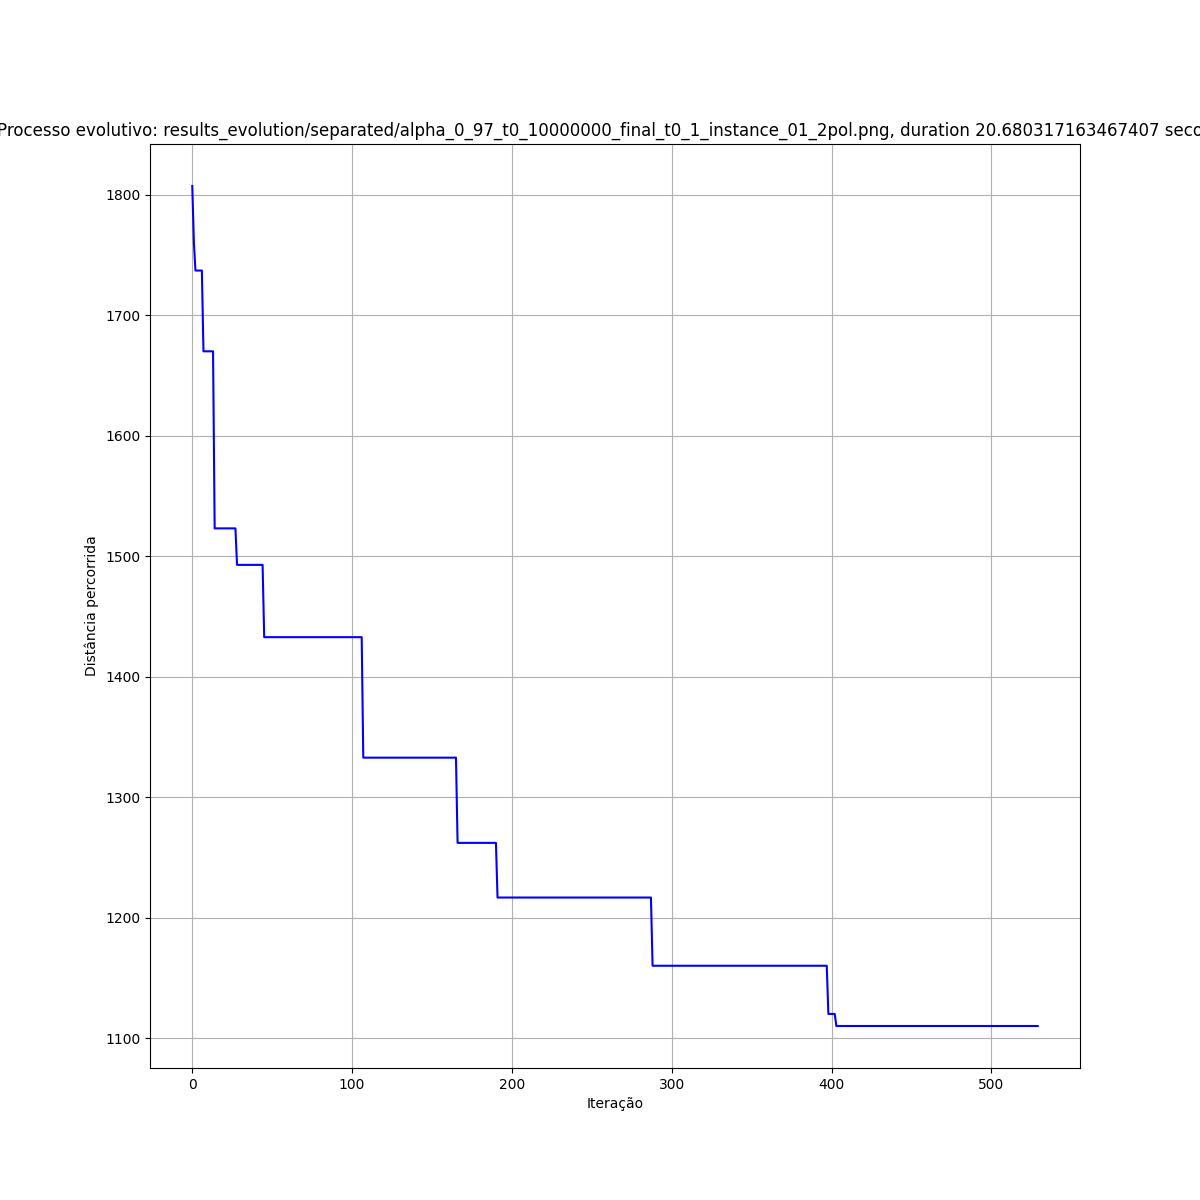 Processo evolutivo: results_evolution/separated/alpha_0_97_t0_10000000_final_t0_1_instance_01_2pol.png, duration 20.680317163467407 seco
1800
1700
1600
1500
1400
1300
1200
1100
Distância percorrida
0 100 200 300 400 500
Iteração